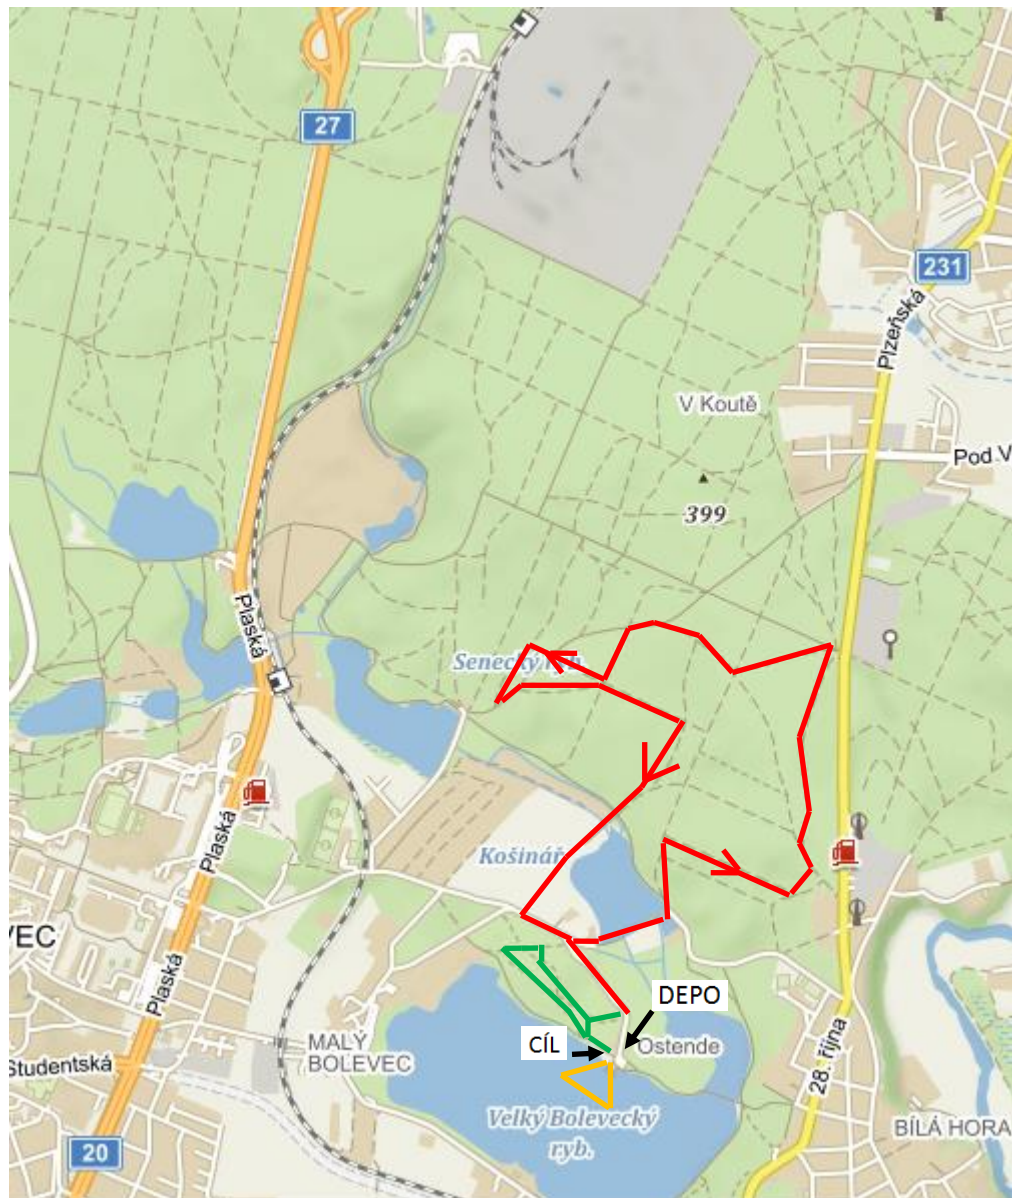 27
231
Plzeňská
V Koutě
Pod V
399
Plaská
Senecký ryb.
Plaská
Košinář
VEC
Plaská
DEPO
CÍL
Ostende
MALÝ
BOLEVEC
Studentská
28. října
Velký Bolevecký
ryb.
BÍLÁ HORA
20